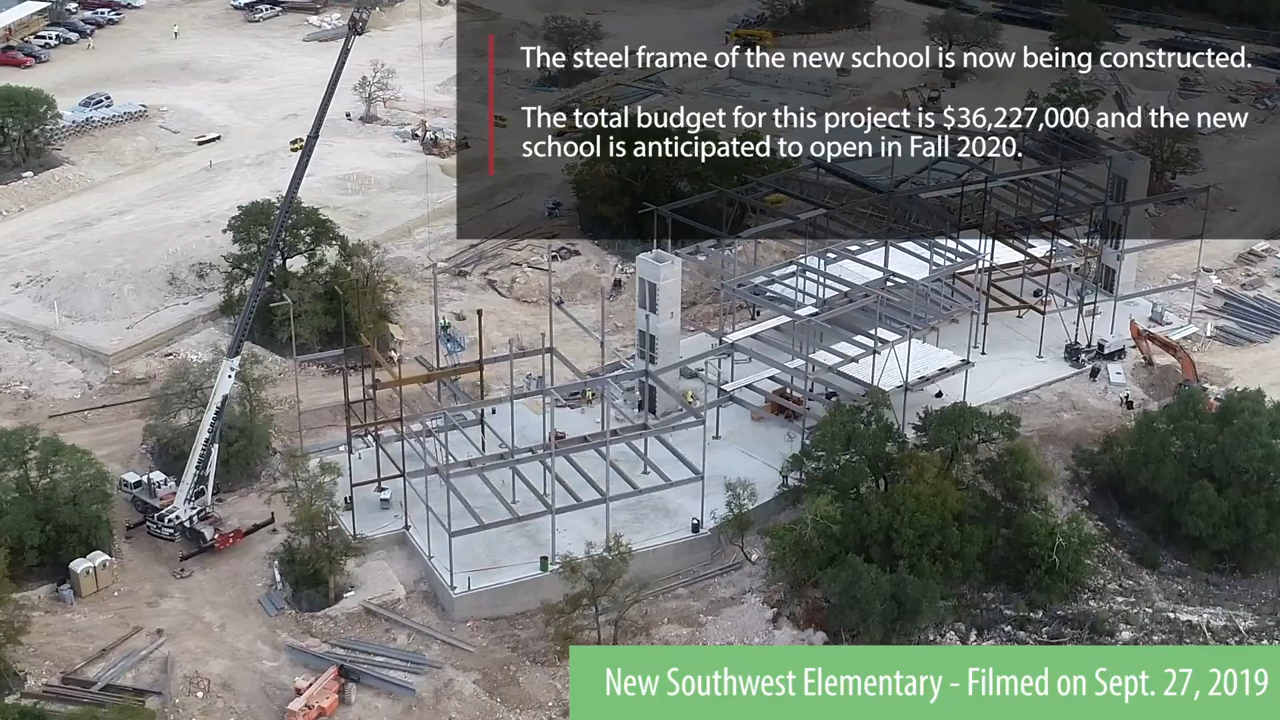 The steel frame of the new school is now being constructed.
The total budget for this project is $36,227,000 and the new
school is anticipated to open in Fall 2020.
New Southwest Elementary - Filmed on Sept. 27, 2019